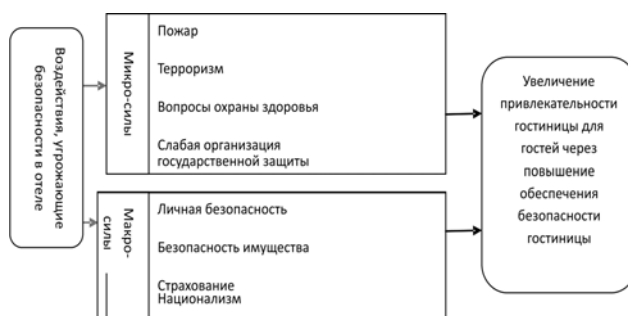 Воздействия, угрожающие
безопасности в отеле
Микро-силы
Пожар
Терроризм
Вопросы охраны здоровья
Слабая организация
государственной защиты
Макро-
силы
Личная безопасность
Безопасность имущества
Страхование
Национализм
Увеличение
привлекательности
гостиницы для
гостей через
повышение
обеспечения
безопасности
гостиницы